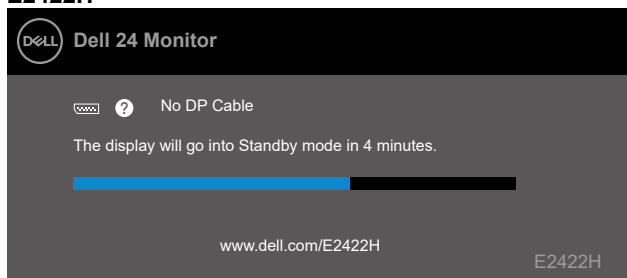 E2422H
DELL Dell 24 Monitor
? No DP Cable
The display will go into Standby mode in 4 minutes.
www.dell.com/E2422H
E2422H